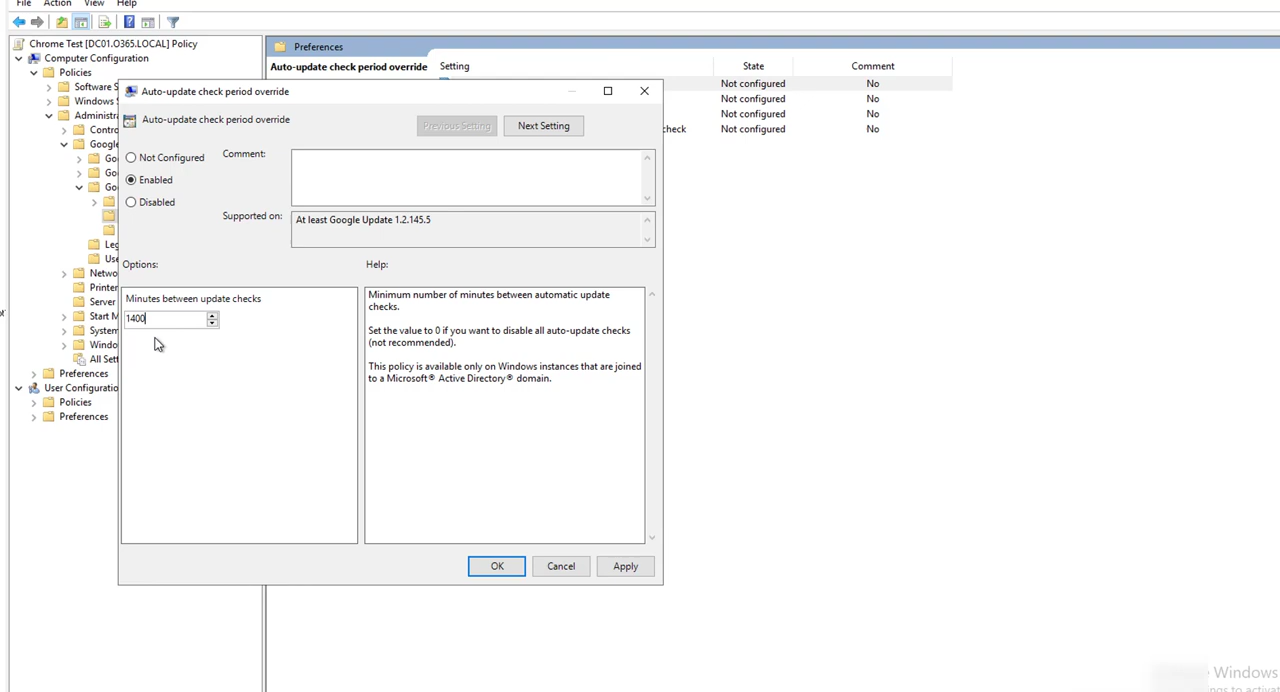 File Action View Help
Chrome Test [DC01.O365.LOCAL] Policy
Computer Configuration
Policies
Software S
Windows S
Administra
Contro
Google
Go
Go
Go
Leg
Use
Netwo
Printer
Server
Start M
System
Windo
All Sett
Preferences
User Configuratio
Policies
Preferences
Preferences
Auto-update check period override
Setting State Comment
Not configured No
Not configured No
Not configured No
check Not configured No
Auto-update check period override
Auto-update check period override
Previous Setting Next Setting
Not Configured
Enabled
Disabled
Comment:
Supported on: At least Google Update 1.2.145.5
Options:
Help:
Minutes between update checks
1400
Minimum number of minutes between automatic update
checks.
Set the value to 0 if you want to disable all auto-update checks
(not recommended).
This policy is available only on Windows instances that are joined
to a Microsoft® Active Directory® domain.
OK Cancel Apply
Windows
ngs to activat